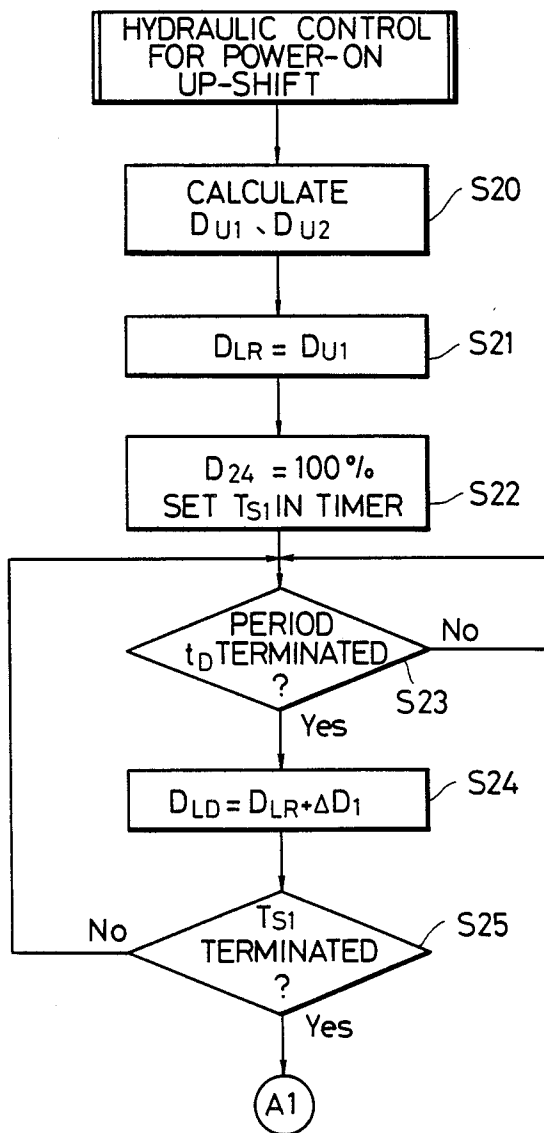 HYDRAULIC CONTROL
FOR POWER-ON
UP-SHIFT
CALCULATE
DU1、DU2
S20
DLR = DU1
S21
D24 = 100%
SET TS1 IN TIMER
S22
PERIOD
tD TERMINATED
?
No
S23
Yes
DLD = DLR+ΔD1
S24
TS1
TERMINATED
?
No
S25
Yes
A1